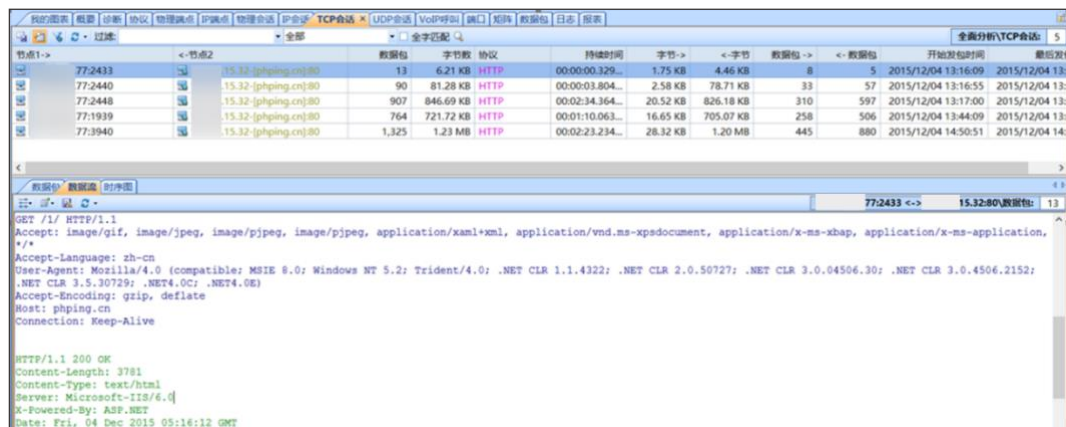 我的图表 概要 诊断 协议 物理端点 IP端点 物理会话 IP会话 TCP会话 × UDP会话 VoIP呼叫 端口 矩阵 数据包 日志 报表
过滤: 全部 全字匹配 全面分析\TCP会话: 5
节点1-> <-节点2 数据包 字节数 协议 持续时间 字节-> <-字节 数据包 -> <- 数据包 开始发包时间 最后发
77:2433 .15.32-[phping.cn]:80 13 6.21 KB HTTP 00:00:00.329... 1.75 KB 4.46 KB 8 5 2015/12/04 13:16:09 2015/12/04 13:
77:2440 .15.32-[phping.cn]:80 90 81.28 KB HTTP 00:00:03.804... 2.58 KB 78.71 KB 33 57 2015/12/04 13:16:55 2015/12/04 13:
77:2448 .15.32-[phping.cn]:80 907 846.69 KB HTTP 00:02:34.364... 20.52 KB 826.18 KB 310 597 2015/12/04 13:17:00 2015/12/04 13:
77:1939 .15.32-[phping.cn]:80 764 721.72 KB HTTP 00:01:10.063... 16.65 KB 705.07 KB 258 506 2015/12/04 13:44:09 2015/12/04 13:
77:3940 .15.32-[phping.cn]:80 1,325 1.23 MB HTTP 00:02:23.234... 28.32 KB 1.20 MB 445 880 2015/12/04 14:50:51 2015/12/04 14:
数据包 数据流 时序图
77:2433 <-> 15.32:80\数据包: 13
GET /1/ HTTP/1.1
Accept: image/gif, image/jpeg, image/pjpeg, image/pjpeg, application/xaml+xml, application/vnd.ms-xpsdocument, application/x-ms-xbap, application/x-ms-application,
*/*
Accept-Language: zh-cn
User-Agent: Mozilla/4.0 (compatible; MSIE 8.0; Windows NT 5.2; Trident/4.0; .NET CLR 1.1.4322; .NET CLR 2.0.50727; .NET CLR 3.0.04506.30; .NET CLR 3.0.4506.2152;
.NET CLR 3.5.30729; .NET4.0C; .NET4.0E)
Accept-Encoding: gzip, deflate
Host: phping.cn
Connection: Keep-Alive
HTTP/1.1 200 OK
Content-Length: 3781
Content-Type: text/html
Server: Microsoft-IIS/6.0
X-Powered-By: ASP.NET
Date: Fri, 04 Dec 2015 05:16:12 GMT